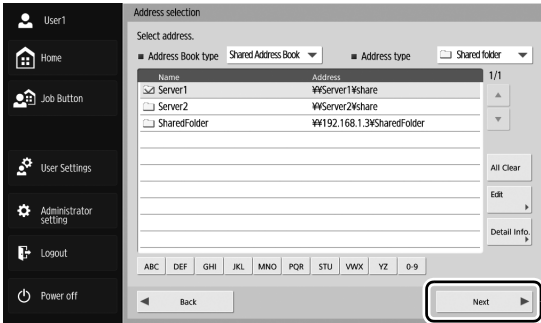 User1
Home
Job Button
User Settings
Administrator
setting
Logout
Power off
Address selection
Select address.
■ Address Book type Shared Address Book ■ Address type Shared folder
Name Address 1/1
Server1 ¥¥Server1¥share
Server2 ¥¥Server2¥share
SharedFolder ¥¥192.168.1.3¥SharedFolder
All Clear
Edit
Detail Info.
ABC DEF GHI JKL MNO PQR STU VWX YZ 0-9
Back Next